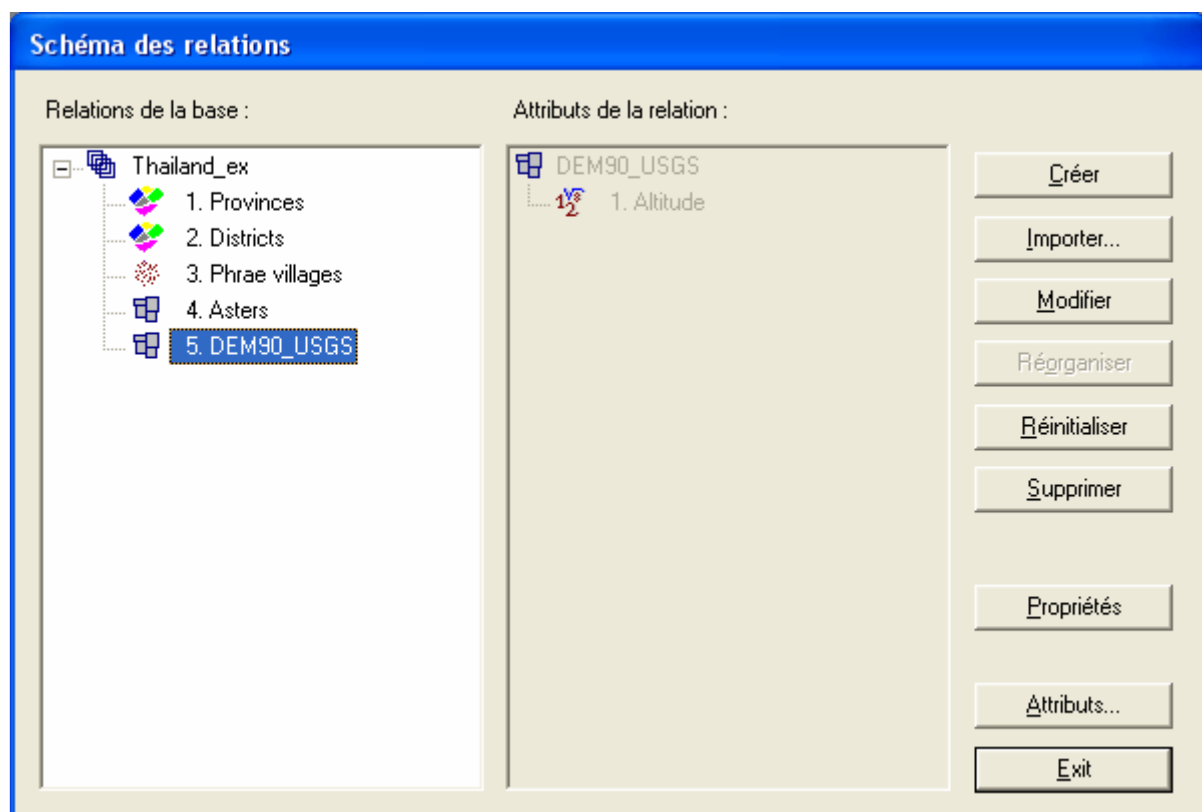 Schéma des relations
Relations de la base :
Thailand_ex
1. Provinces
2. Districts
3. Phrae villages
4. Asters
5. DEM90_USGS
Attributs de la relation :
DEM90_USGS
1. Altitude
Créer
Importer...
Modifier
Réorganiser
Réinitialiser
Supprimer
Propriétés
Attributs...
Exit